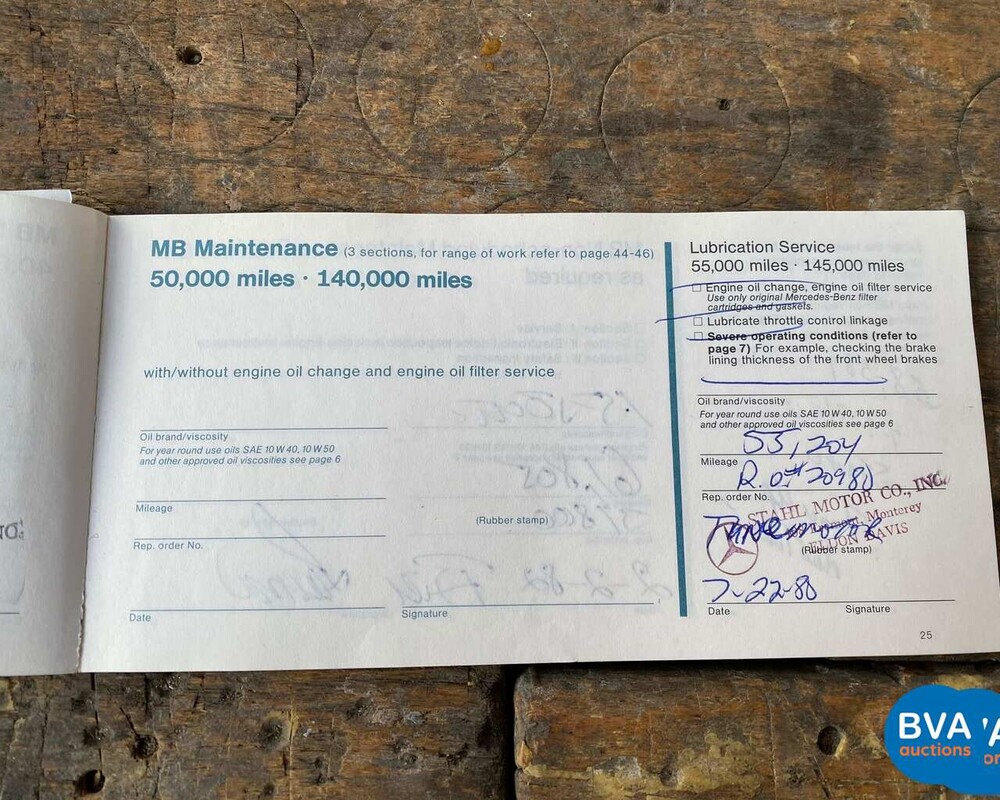 MB Maintenance (3 sections, for range of work refer to page 44-46)
50,000 miles · 140,000 miles
with/without engine oil change and engine oil filter service
Oil brand/viscosity
For year round use oils SAE 10 W 40, 10 W 50
and other approved oil viscosities see page 6
Mileage
(Rubber stamp)
Rep. order No.
Date
Signature
Lubrication Service
55,000 miles · 145,000 miles
Engine oil change, engine oil filter service
Use only original Mercedes-Benz filter
cartridges and gaskets.
Lubricate throttle control linkage
Severe operating conditions (refer to
page 7) For example, checking the brake
lining thickness of the front wheel brakes
Oil brand/viscosity
For year round use oils SAE 10 W 40, 10 W 50
and other approved oil viscosities see page 6
55,204
Mileage
R.O# 20980
Rep. order No.
STAHL MOTOR CO., INC.
Monterey
DAVIS
(Rubber stamp)
7-22-80
Date
Signature
25
BVA
auctions